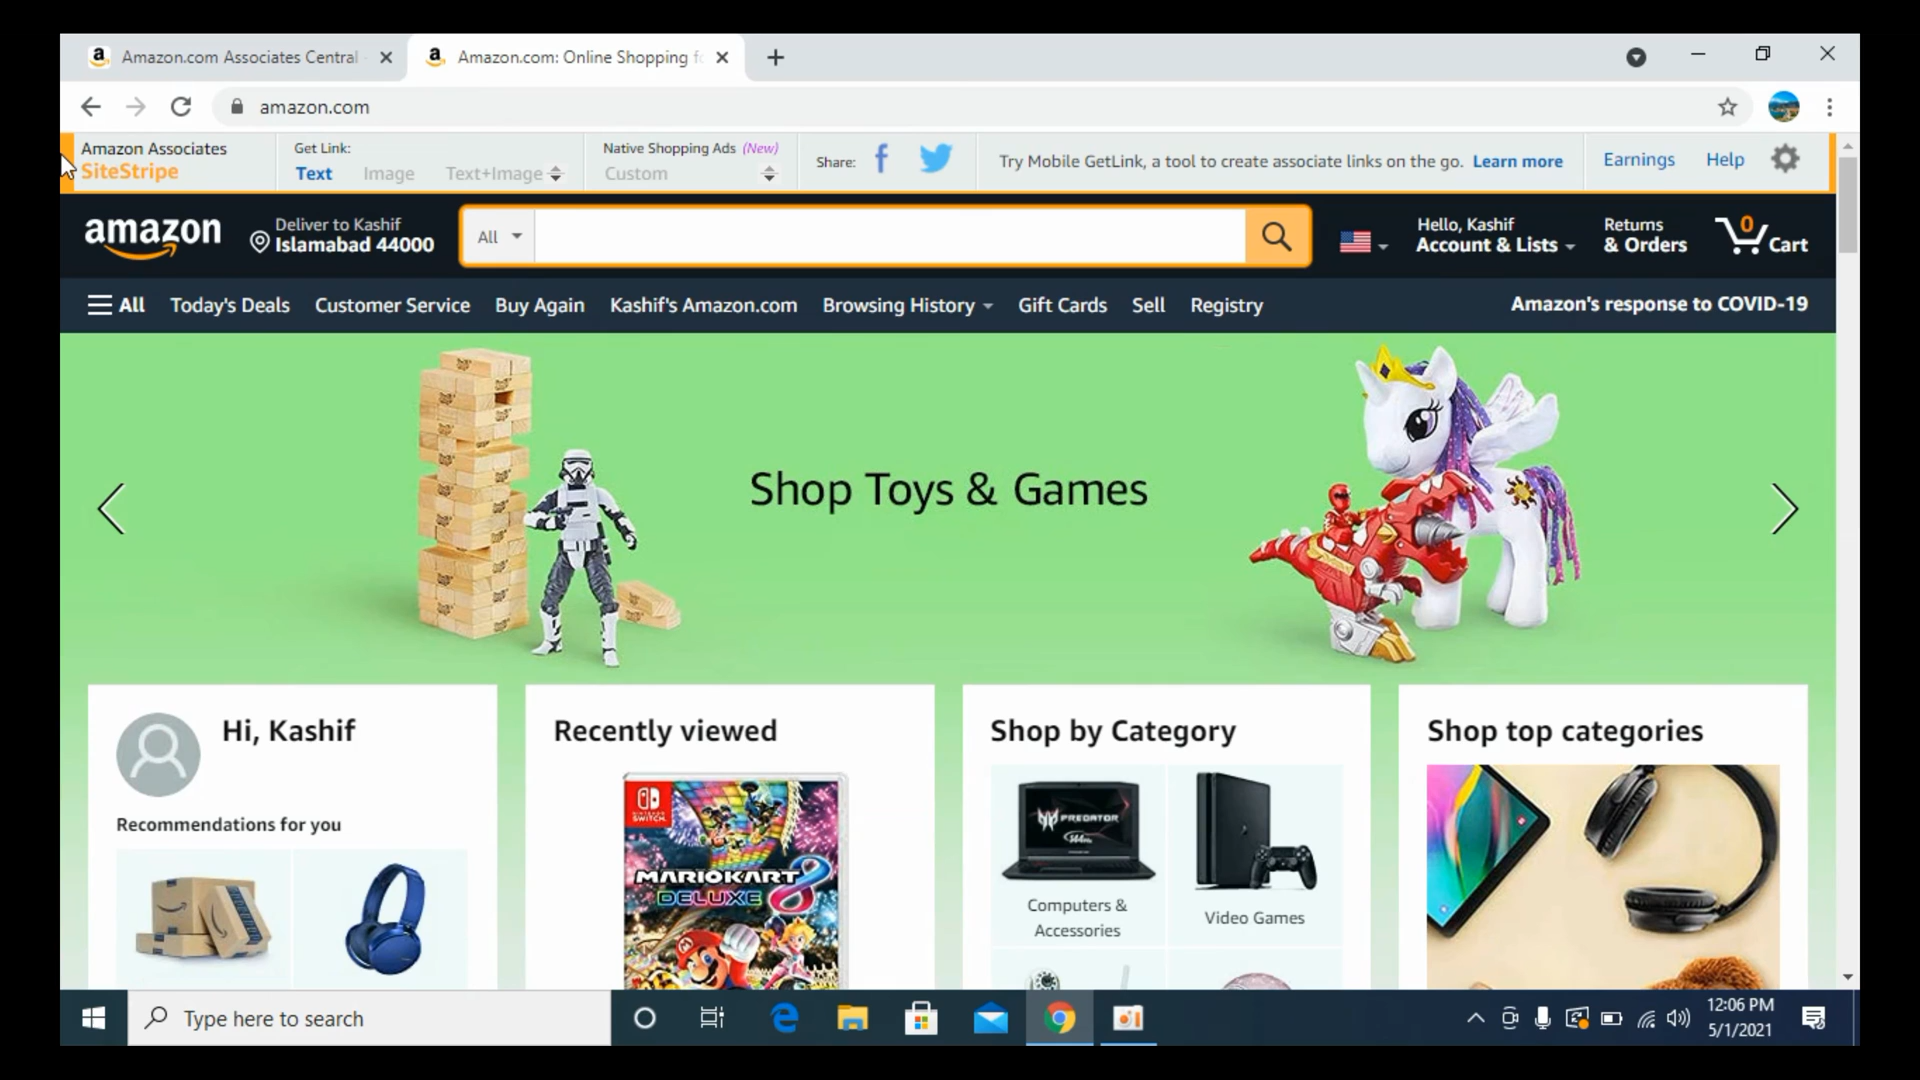 Amazon.com Associates Central
Amazon.com: Online Shopping fo
amazon.com
Amazon Associates
SiteStripe
Get Link:
Text Image Text+Image
Native Shopping Ads (New)
Custom
Share:
Try Mobile GetLink, a tool to create associate links on the go. Learn more
Earnings Help
amazon
Deliver to Kashif
Islamabad 44000
All
Hello, Kashif
Account & Lists
Returns
& Orders
0
Cart
All Today's Deals Customer Service Buy Again Kashif's Amazon.com Browsing History Gift Cards Sell Registry
Amazon's response to COVID-19
Shop Toys & Games
Hi, Kashif
Recommendations for you
Recently viewed
NINTENDO
SWITCH
MARIOKART 8
DELUXE
Shop by Category
PREDATOR
144Hz
Computers &
Accessories
Video Games
Shop top categories
Type here to search
12:06 PM
5/1/2021